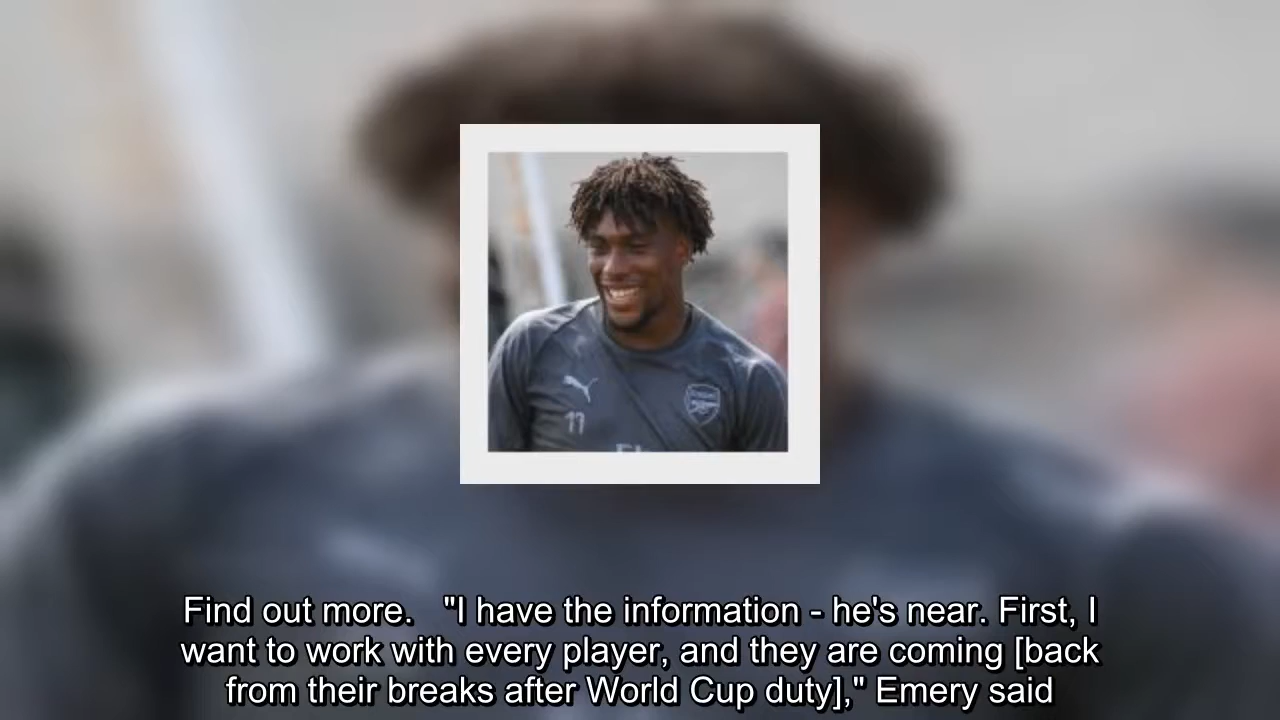 17
Find out more.   "I have the information - he's near. First, I
want to work with every player, and they are coming [back
from their breaks after World Cup duty]," Emery said